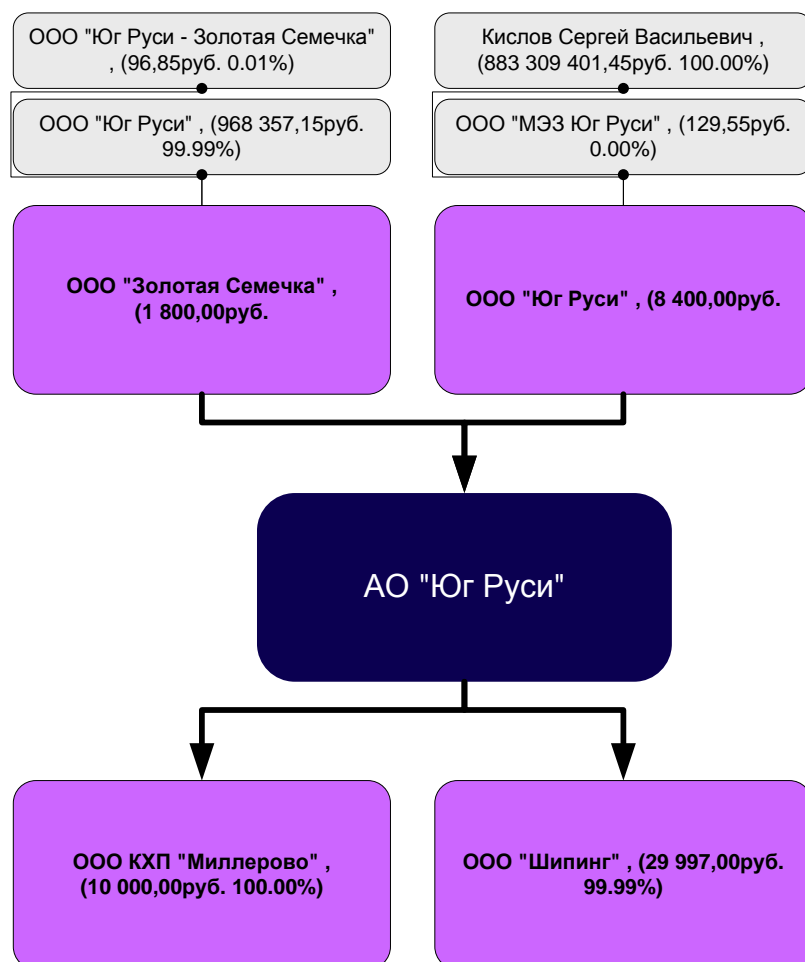 ООО "Юг Руси - Золотая Семечка"
, (96,85руб. 0.01%)
Кислов Сергей Васильевич ,
(883 309 401,45руб. 100.00%)
ООО "Юг Руси" , (968 357,15руб.
99.99%)
ООО "МЭЗ Юг Руси" , (129,55руб.
0.00%)
ООО "Золотая Семечка" ,
(1 800,00руб.
ООО "Юг Руси" , (8 400,00руб.
АО "Юг Руси"
ООО КХП "Миллерово" ,
(10 000,00руб. 100.00%)
ООО "Шипинг" , (29 997,00руб.
99.99%)